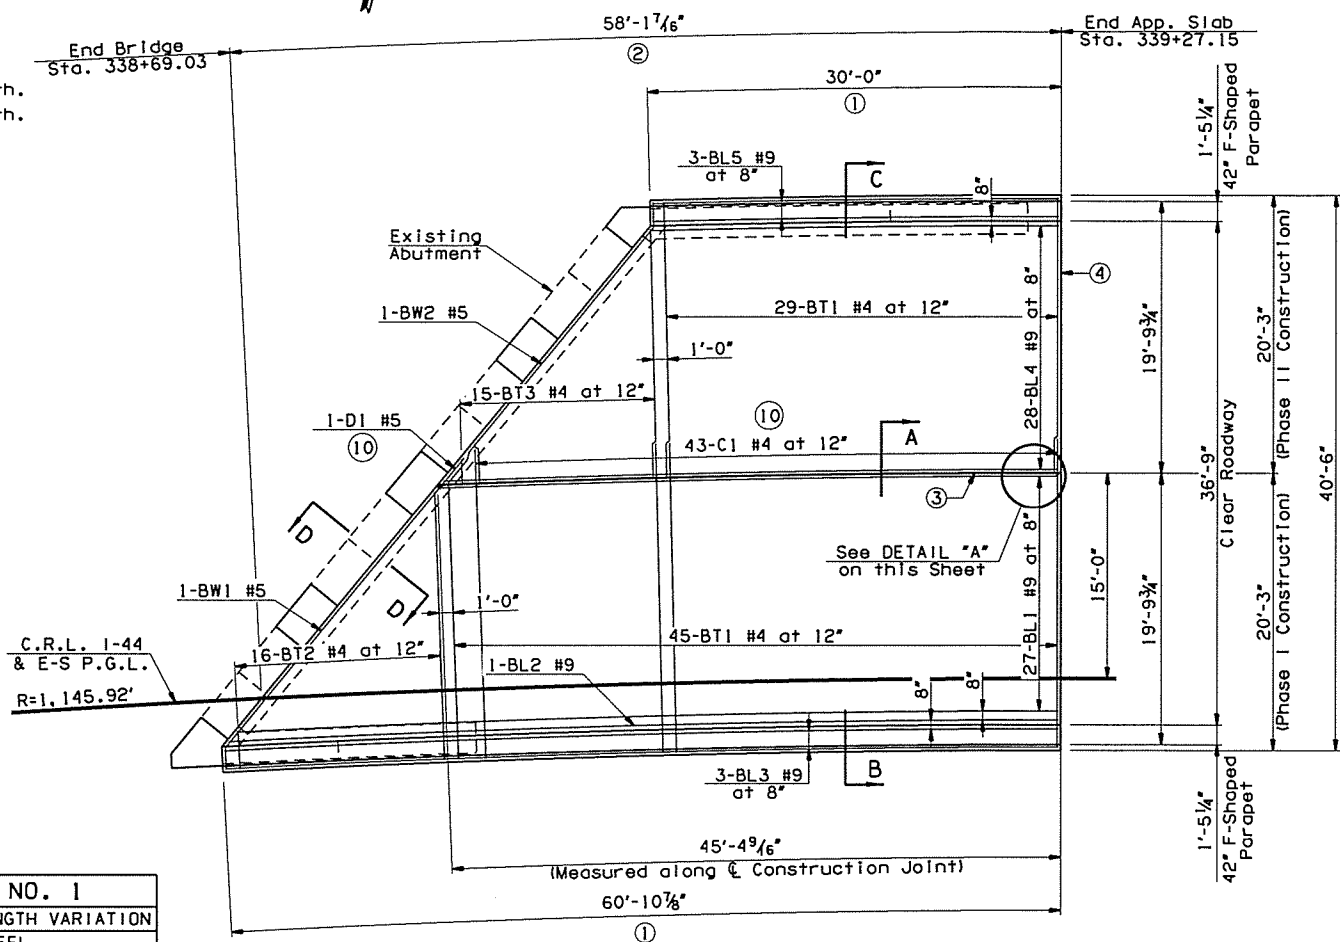 58'-1 7/16"
②
End Bridge
Sta. 338+69.03
End App. Slab
Sta. 339+27.15
th.
th.
30'-0"
①
1'-5¼"
42" F-Shaped
Parapet
3-BL5 #9
at 8"
C
8"
Existing
Abutment
④
1-BW2 #5
29-BT1 #4 at 12"
28-BL4 #9 at 8"
19'-9¾"
20'-3"
(Phase II Construction)
1'-0"
15-BT3 #4 at 12"
1-D1 #5
⑩
⑩
43-C1 #4 at 12"
A
36'-9"
Clear Roadway
40'-6"
③
D
See DETAIL "A"
on this Sheet
27-BL1 #9 at 8"
15'-0"
19'-9¾"
20'-3"
(Phase I Construction)
1-BW1 #5
D
1'-0"
C.R.L. I-44
& E-S P.G.L.
16-BT2 #4 at 12"
45-BT1 #4 at 12"
1-BL2 #9
R=1,145.92'
8"
8"
3-BL3 #9
at 8"
B
1'-5¼"
42" F-Shaped
Parapet
45'-4 9/16"
(Measured along ℄ Construction Joint)
60'-10⅞"
①
NO. 1
NGTH VARIATION